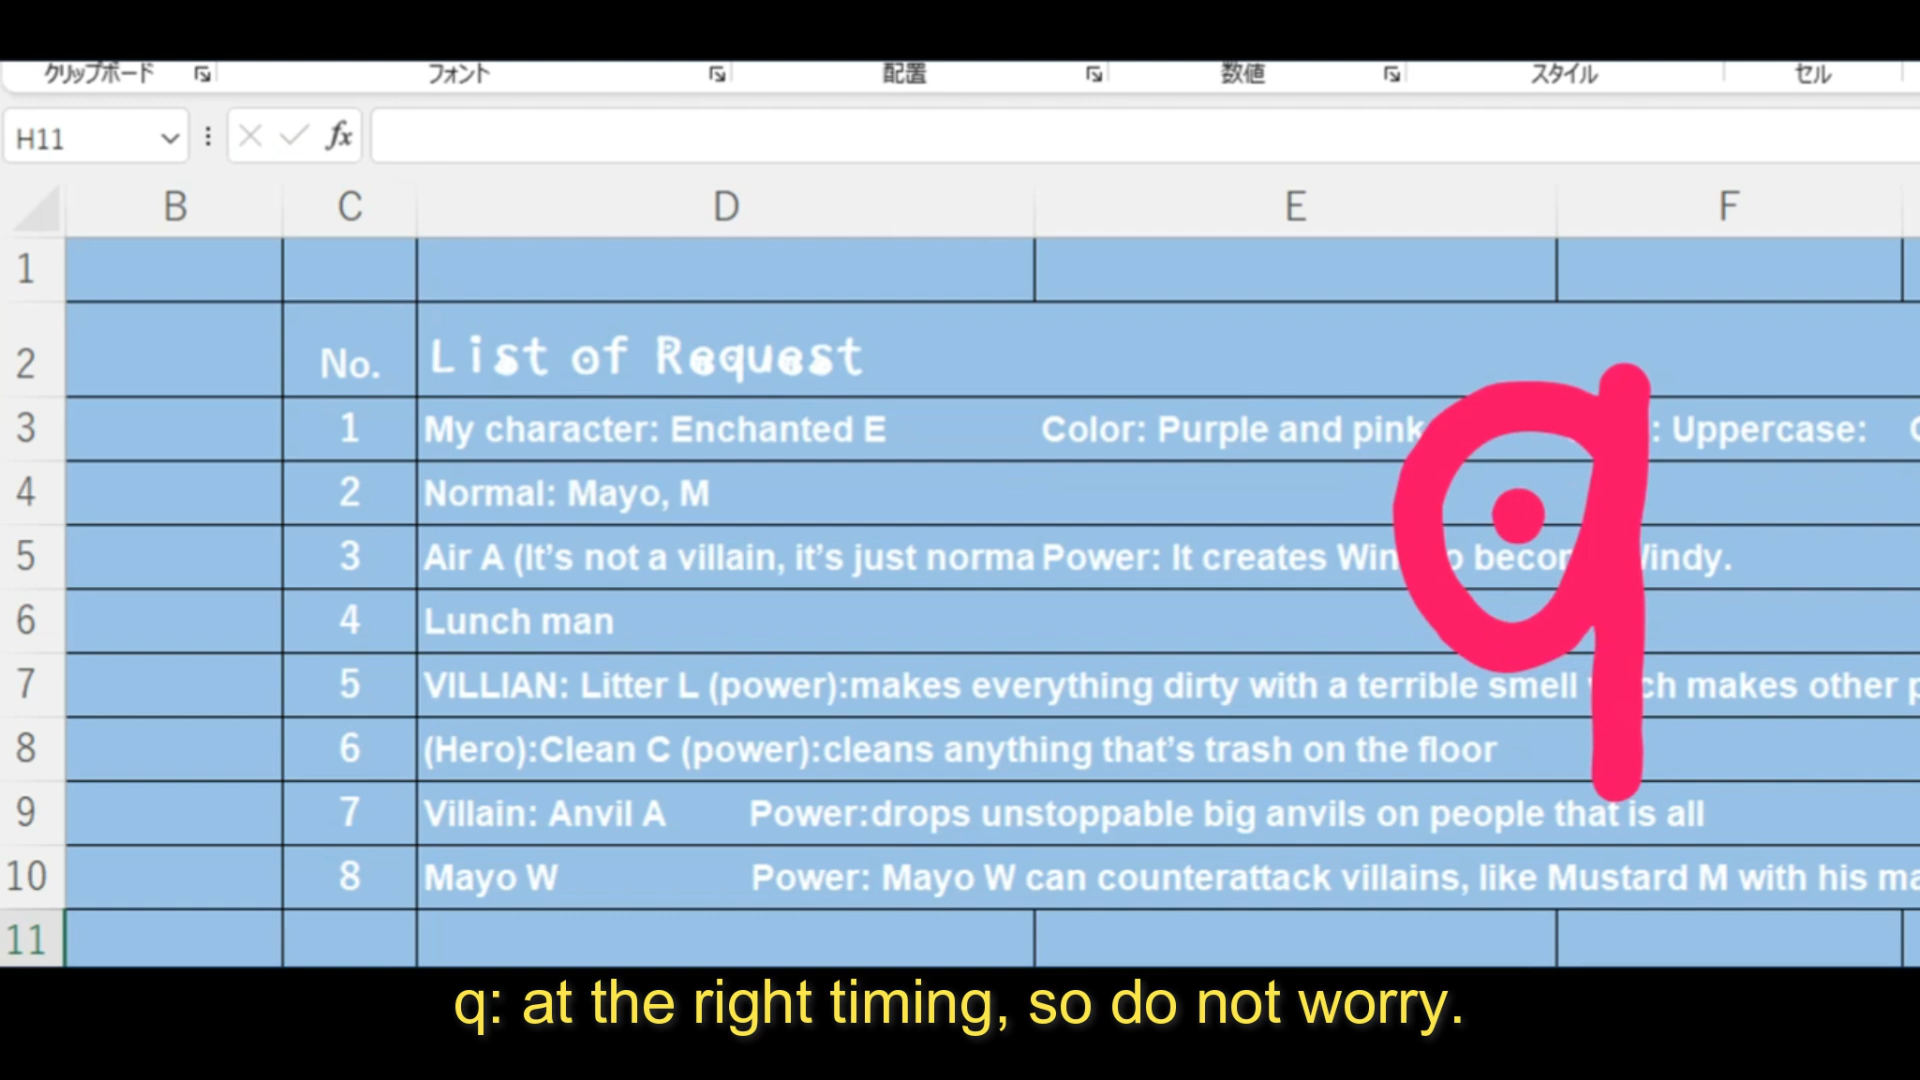 クリップボード フォント 配置 数値 スタイル セル
H11 fx
B C D E F
1
2 No. List of Request
3 1 My character: Enchanted E Color: Purple and pink : Uppercase:
4 2 Normal: Mayo, M
5 3 Air A (It’s not a villain, it’s just norma Power: It creates Win
6 4 Lunch man
7 5 VILLIAN: Litter L (power):makes everything dirty with a terrible smell makes other
8 6 (Hero):Clean C (power):cleans anything that’s trash on the floor
9 7 Villain: Anvil A Power:drops unstoppable big anvils on people that is all
10 8 Mayo W Power: Mayo W can counterattack villains, like Mustard M with his ma
11
q
q: at the right timing, so do not worry.